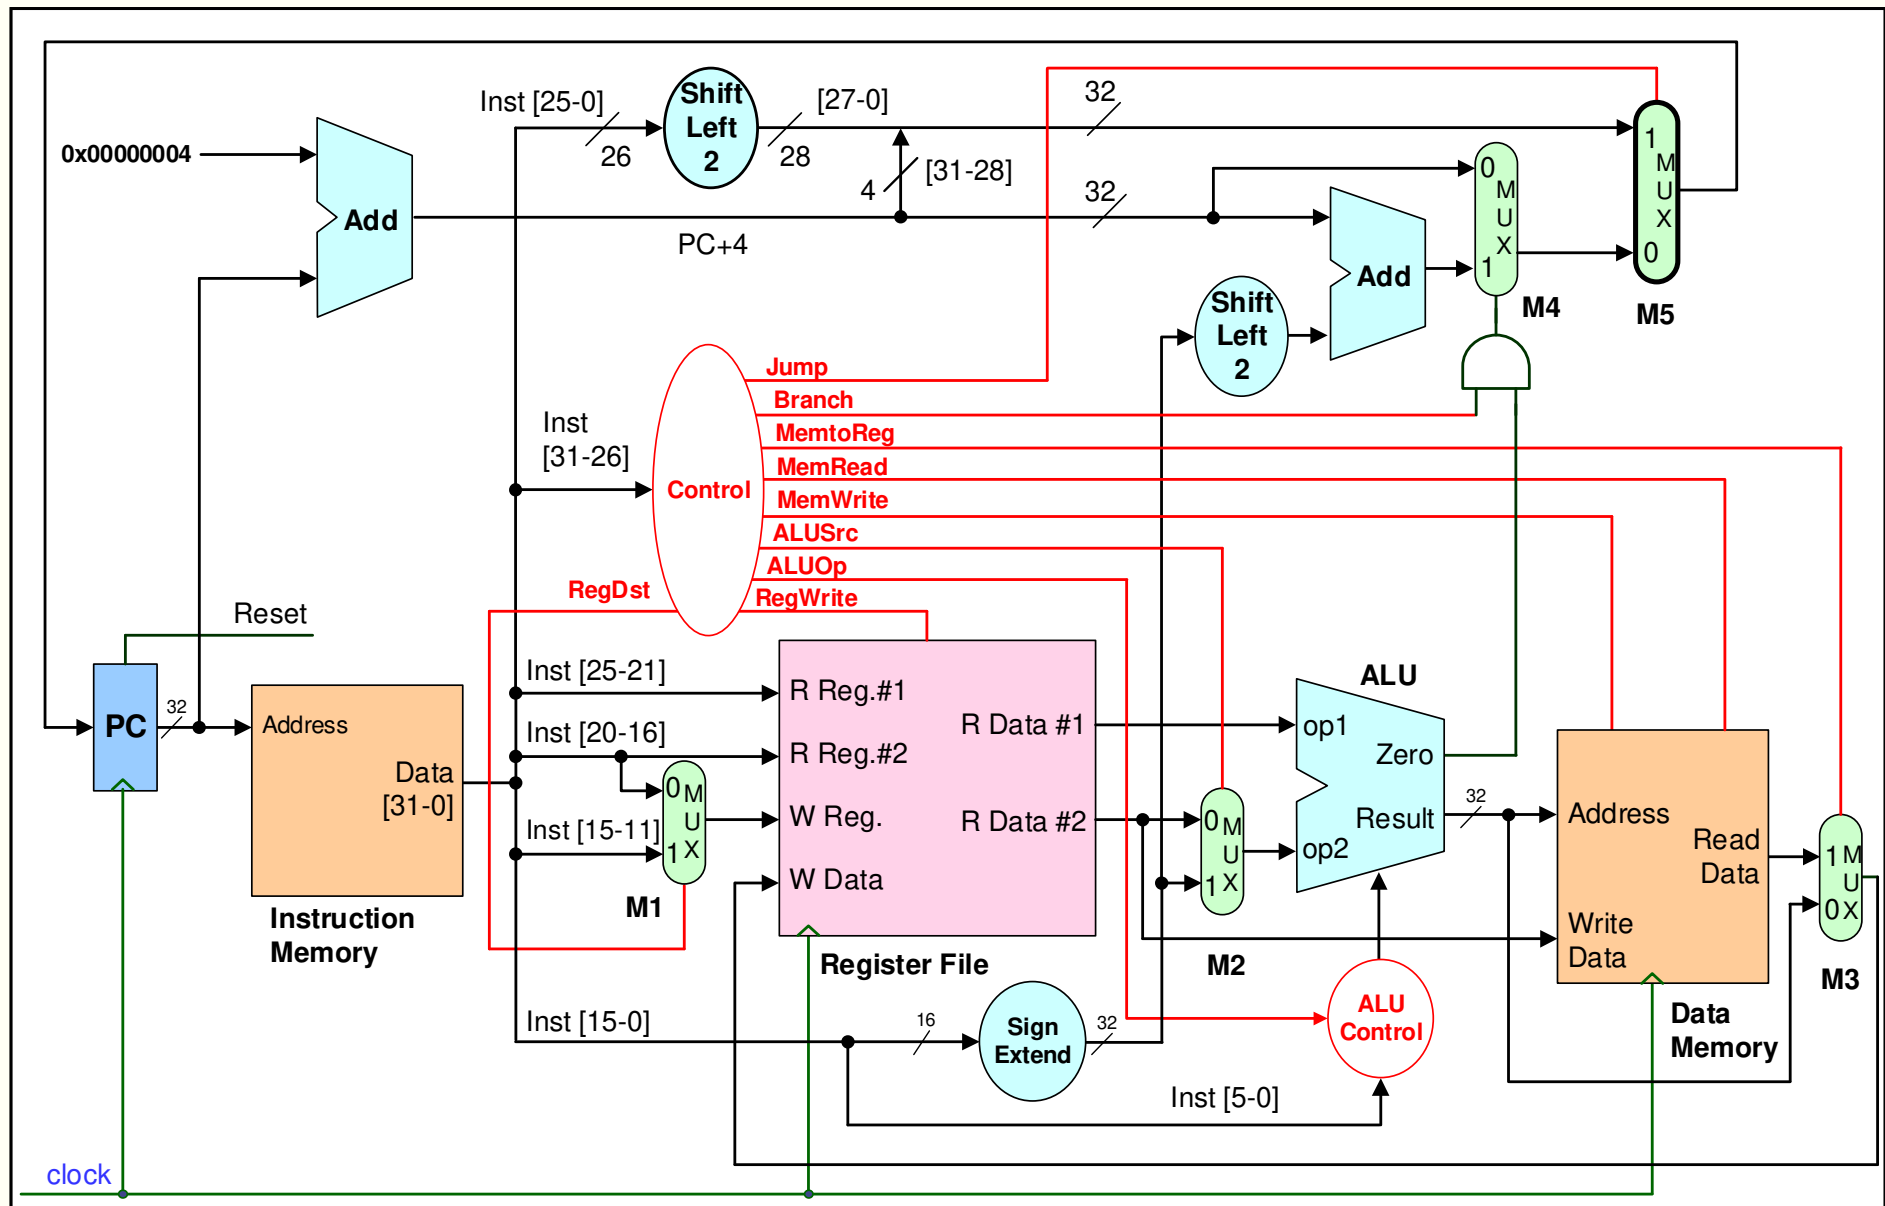 Inst [25-0]
26
Shift
Left
2
[27-0]
28
32
4
[31-28]
0x00000004
Add
PC+4
32
Shift
Left
2
Add
0
M
U
X
1
M4
1
M
U
X
0
M5
Inst
[31-26]
Control
Jump
Branch
MemtoReg
MemRead
MemWrite
ALUSrc
ALUOp
RegWrite
RegDst
Reset
PC
32
Address
Data
[31-0]
Instruction
Memory
Inst [25-21]
Inst [20-16]
Inst [15-11]
0
M
U
1 X
M1
R Reg.#1
R Reg.#2
W Reg.
W Data
R Data #1
R Data #2
Register File
0
M
U
1 X
M2
ALU
op1
Zero
Result
op2
32
Address
Read
Data
Write
Data
Data
Memory
1 M
U
0 X
M3
Inst [15-0]
16
Sign
Extend
32
ALU
Control
Inst [5-0]
clock